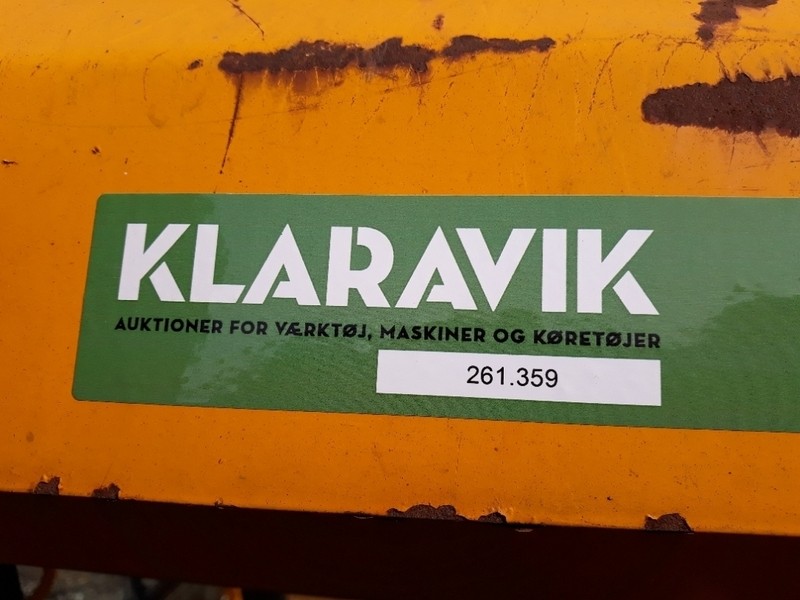 KLARAVIK
AUKTIONER FOR VÆRKTØJ, MASKINER OG KØRETØJER
261.359